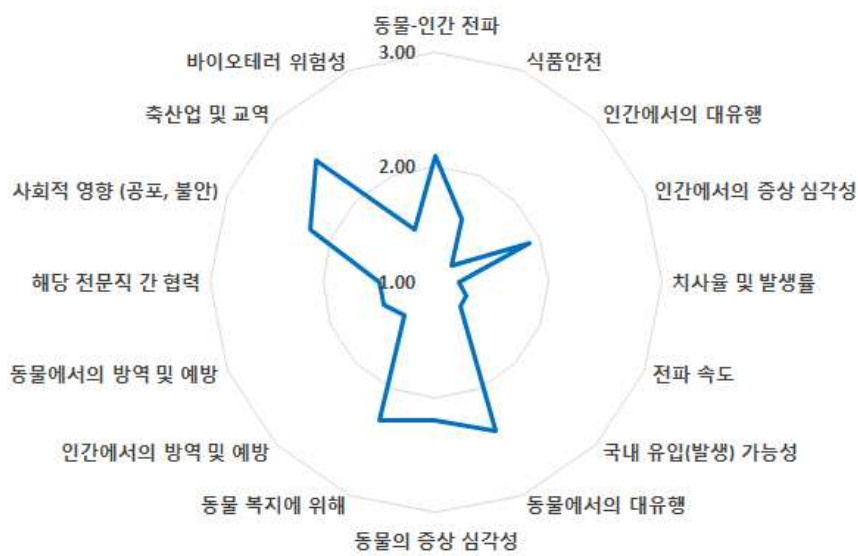 동물-인간 전파
3.00
식품안전
바이오테러 위험성
인간에서의 대유행
축산업 및 교역
2.00
인간에서의 증상 심각성
사회적 영향 (공포, 불안)
1.00
치사율 및 발생률
해당 전문직 간 협력
전파 속도
동물에서의 방역 및 예방
국내 유입(발생) 가능성
인간에서의 방역 및 예방
동물에서의 대유행
동물 복지에 위해
동물의 증상 심각성